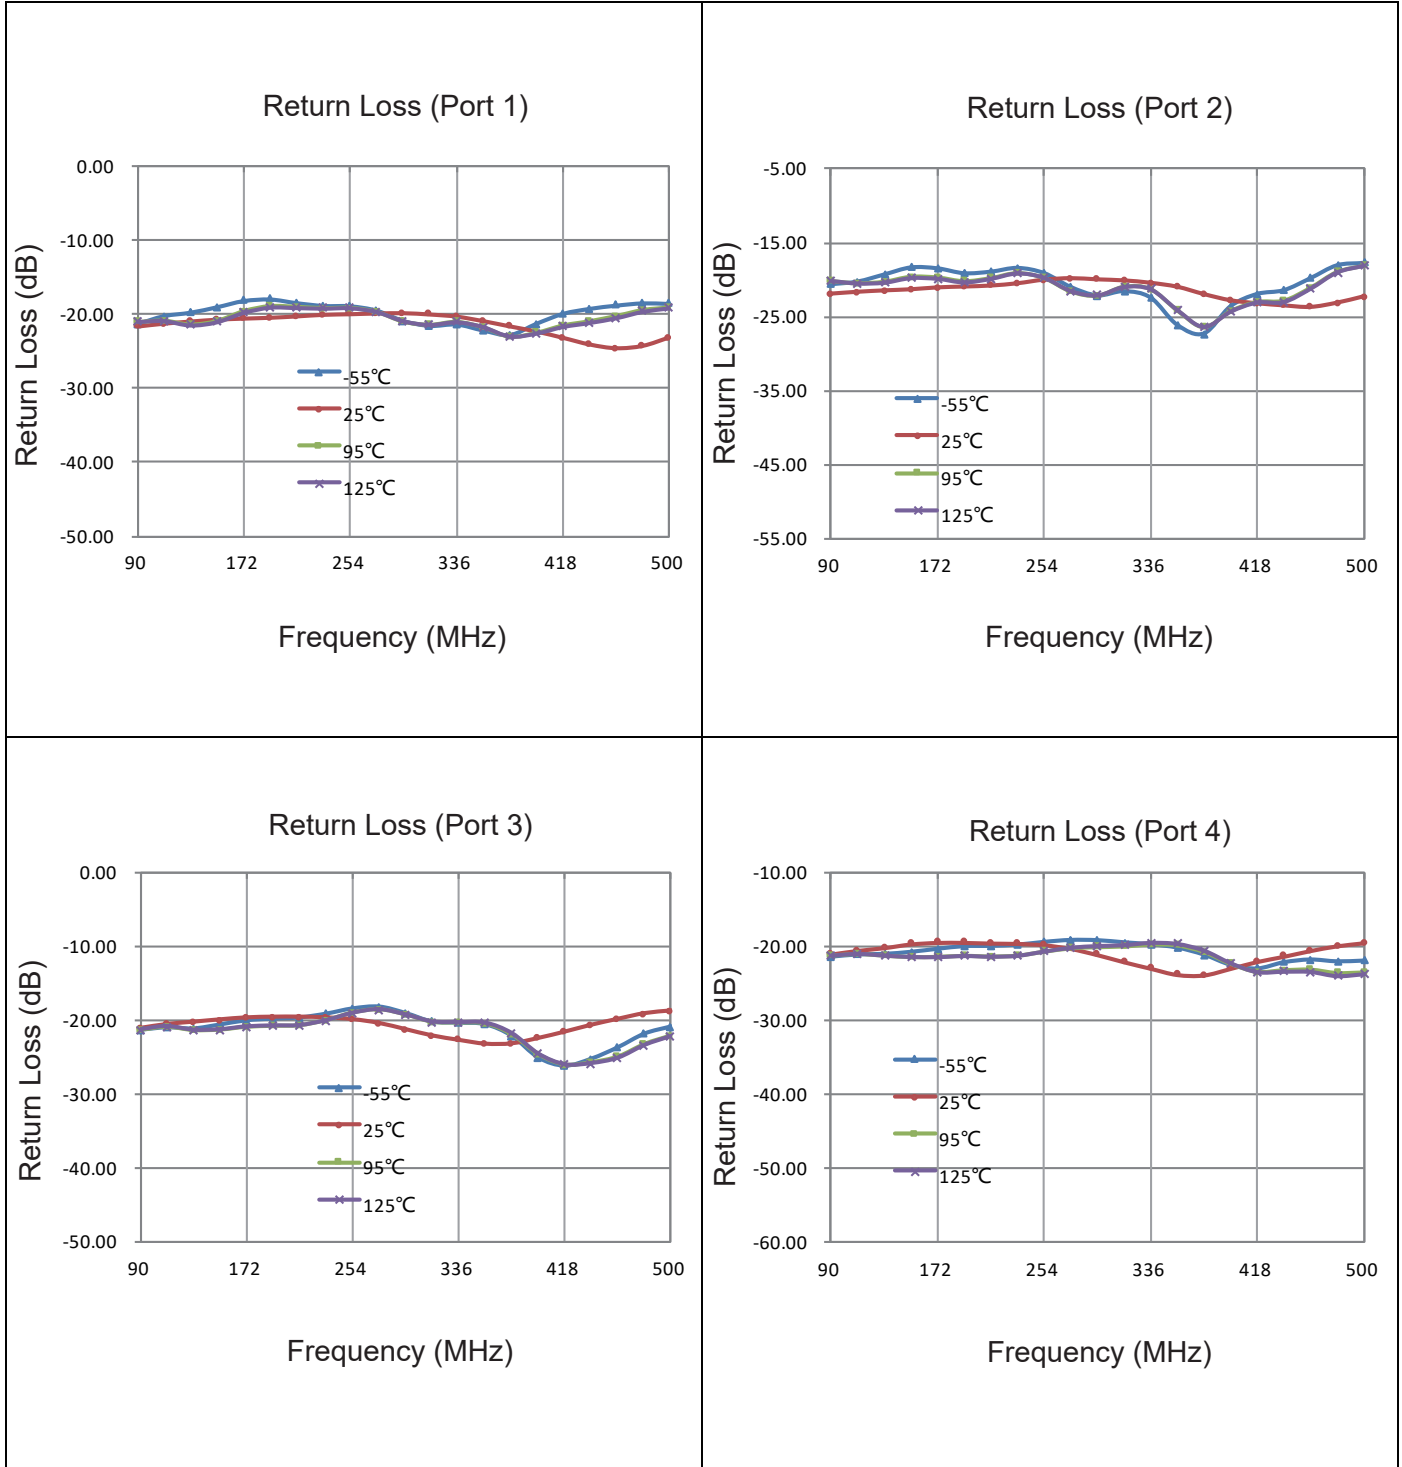 Return Loss (Port 1)
0.00
-10.00
-20.00
-30.00
-40.00
-50.00
Return Loss (dB)
-55℃
25℃
95℃
125℃
90 172 254 336 418 500
Frequency (MHz)
Return Loss (Port 2)
-5.00
-15.00
-25.00
-35.00
-45.00
-55.00
Return Loss (dB)
-55℃
25℃
95℃
125℃
90 172 254 336 418 500
Frequency (MHz)
Return Loss (Port 3)
0.00
-10.00
-20.00
-30.00
-40.00
-50.00
Return Loss (dB)
-55℃
25℃
95℃
125℃
90 172 254 336 418 500
Frequency (MHz)
Return Loss (Port 4)
-10.00
-20.00
-30.00
-40.00
-50.00
-60.00
Return Loss (dB)
-55℃
25℃
95℃
125℃
90 172 254 336 418 500
Frequency (MHz)